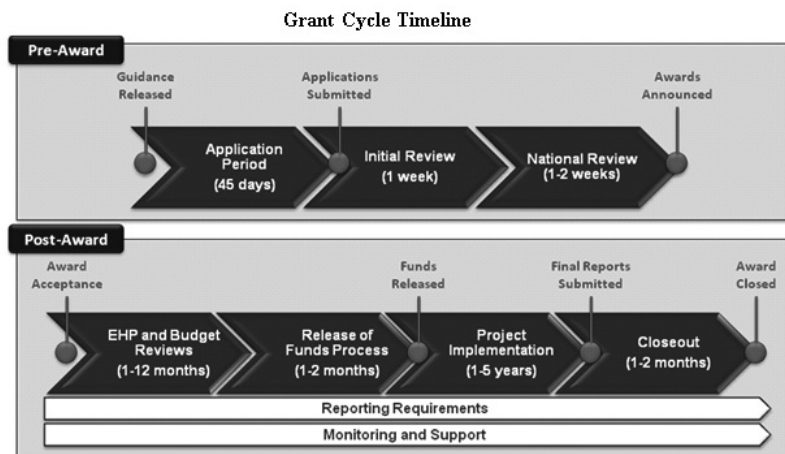 Grant Cycle Timeline
Pre-Award
Guidance
Released
Applications
Submitted
Awards
Announced
Application
Period
(45 days)
Initial Review
(1 week)
National Review
(1-2 weeks)
Post-Award
Award
Acceptance
Funds
Released
Final Reports
Submitted
Award
Closed
EHP and Budget
Reviews
(1-12 months)
Release of
Funds Process
(1-2 months)
Project
Implementation
(1-5 years)
Closeout
(1-2 months)
Reporting Requirements
Monitoring and Support